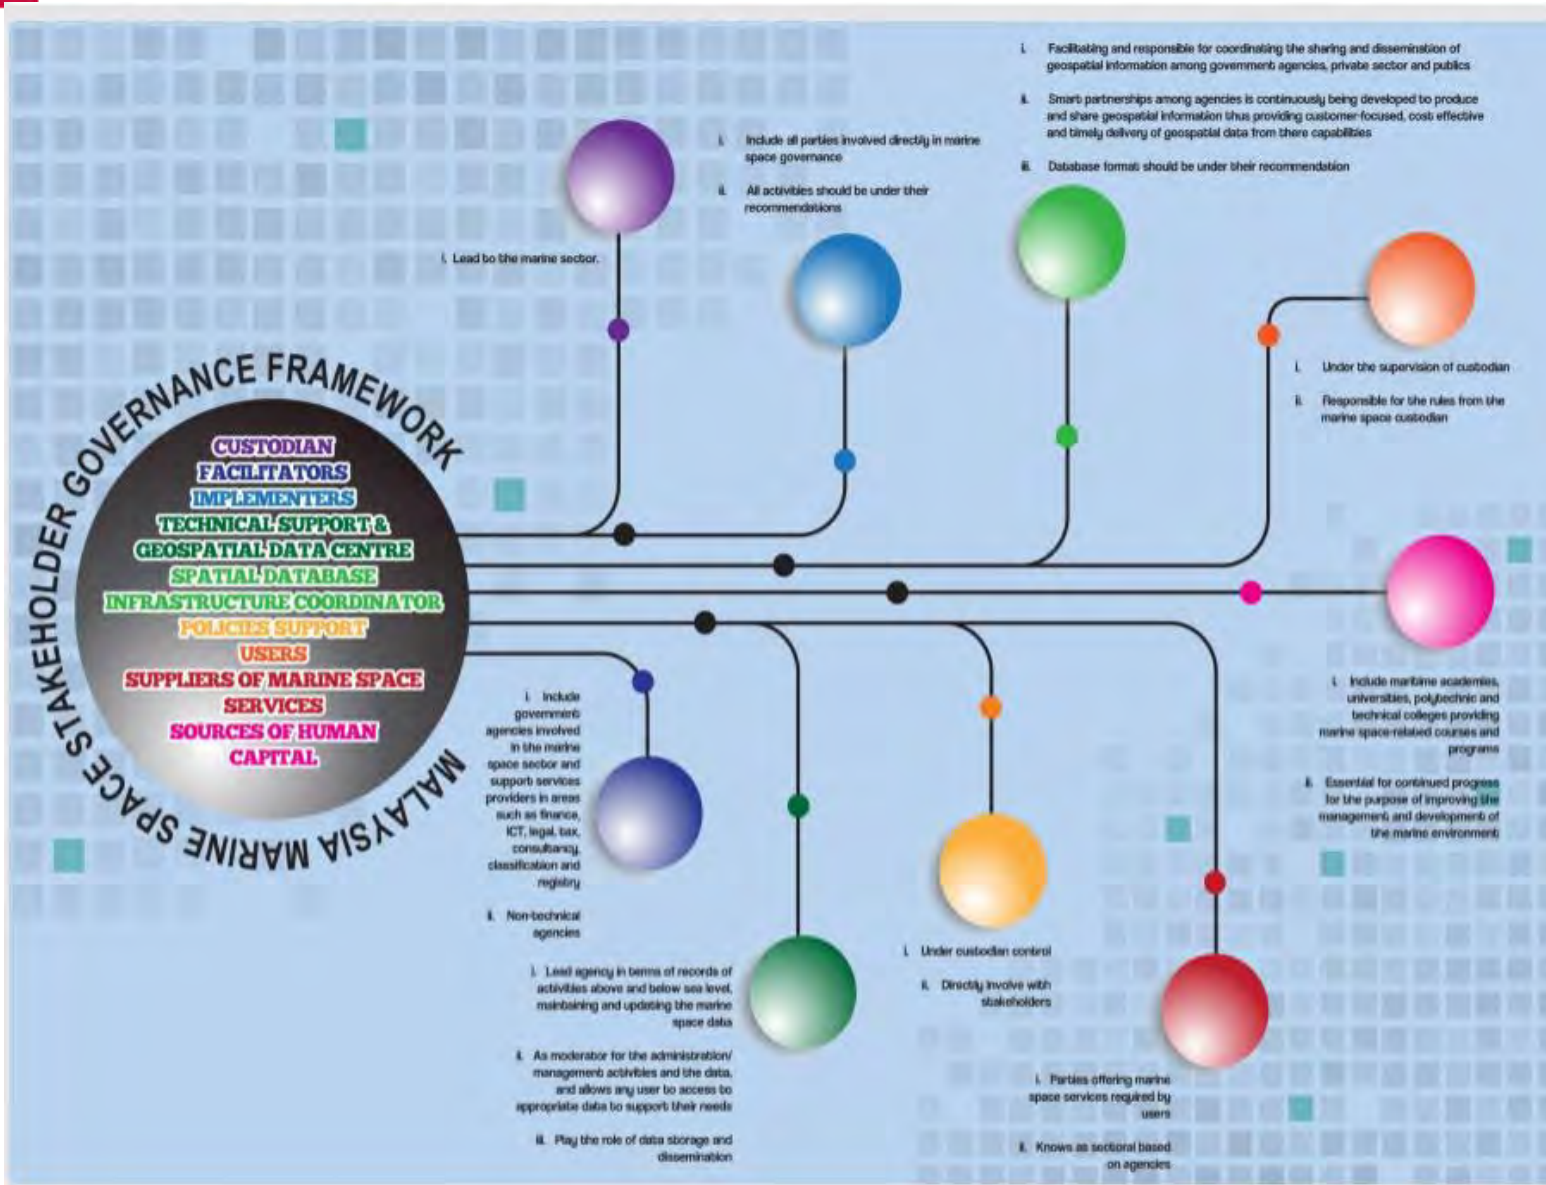 MALAYSIA MARINE SPACE STAKEHOLDER GOVERNANCE FRAMEWORK
CUSTODIAN
FACILITATORS
IMPLEMENTERS
TECHNICAL SUPPORT &
GEOSPATIAL DATA CENTRE
SPATIAL DATABASE
INFRASTRUCTURE COORDINATOR
POLICIES SUPPORT
USERS
SUPPLIERS OF MARINE SPACE
SERVICES
SOURCES OF HUMAN
CAPITAL
i. Lead to the marine sector.
i. Include all parties involved directly in marine
space governance
ii. All activities should be under their
recommendations
i. Facilitating and responsible for coordinating the sharing and dissemination of
geospatial information among government agencies, private sector and publics
ii. Smart partnerships among agencies is continuously being developed to produce
and share geospatial information thus providing customer-focused, cost effective
and timely delivery of geospatial data from there capabilities
iii. Database format should be under their recommendation
i. Under the supervision of custodian
ii. Responsible for the rules from the
marine space custodian
i. Include maritime academies,
universities, polytechnic and
technical colleges providing
marine space-related courses and
programs
ii. Essential for continued progress
for the purpose of improving the
management and development of
the marine environment
i. Include
government
agencies involved
in the marine
space sector and
support services
providers in areas
such as finance,
ICT, legal, tax,
consultancy,
classification and
registry
ii. Non-technical
agencies
i. Lead agency in terms of records of
activities above and below sea level,
maintaining and updating the marine
space data
ii. As moderator for the administration/
management activities and the data,
and allows any user to access to
appropriate data to support their needs
iii. Play the role of data storage and
dissemination
i. Under custodian control
ii. Directly involve with
stakeholders
i. Parties offering marine
space services required by
users
ii. Knows as sectoral based
on agencies